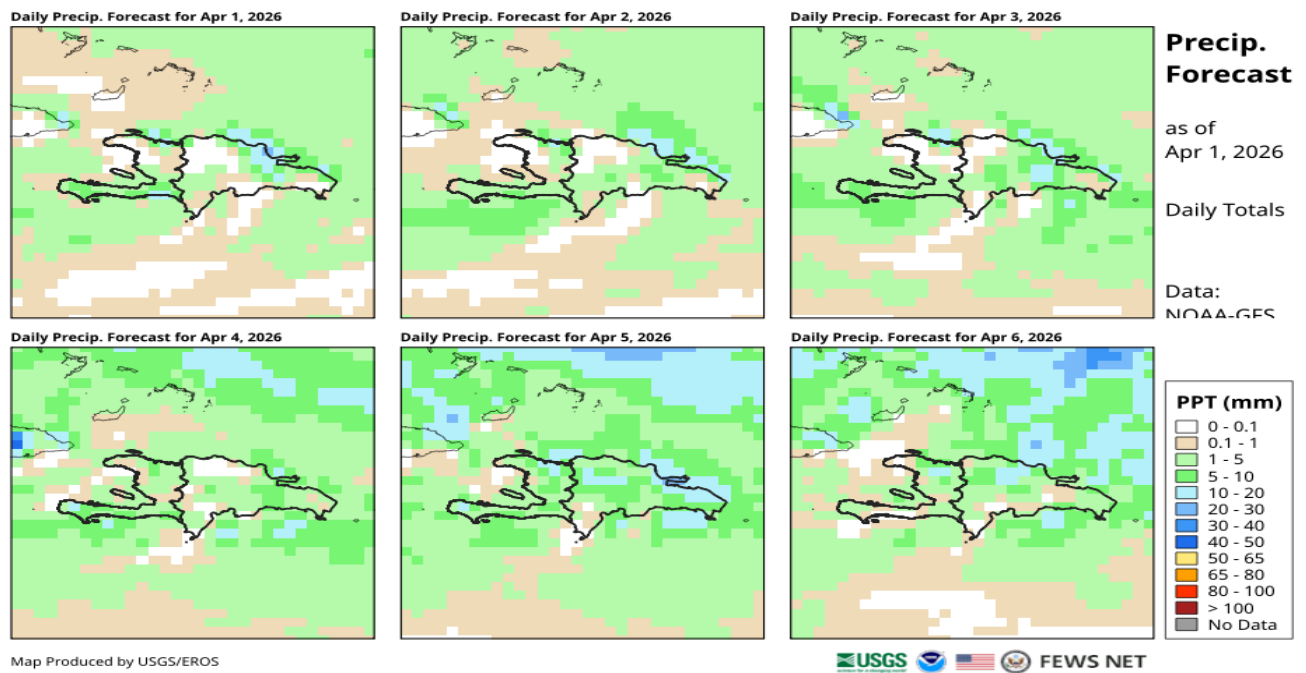 Daily Precip. Forecast for Apr 1, 2026
Daily Precip. Forecast for Apr 2, 2026
Daily Precip. Forecast for Apr 3, 2026
Precip.
Forecast
as of
Apr 1, 2026
Daily Totals
Data:
NOAA-GFS
Daily Precip. Forecast for Apr 4, 2026
Daily Precip. Forecast for Apr 5, 2026
Daily Precip. Forecast for Apr 6, 2026
PPT (mm)
0 - 0.1
0.1 - 1
1 - 5
5 - 10
10 - 20
20 - 30
30 - 40
40 - 50
50 - 65
65 - 80
80 - 100
> 100
No Data
Map Produced by USGS/EROS
USGS
science for a changing world
FEWS NET